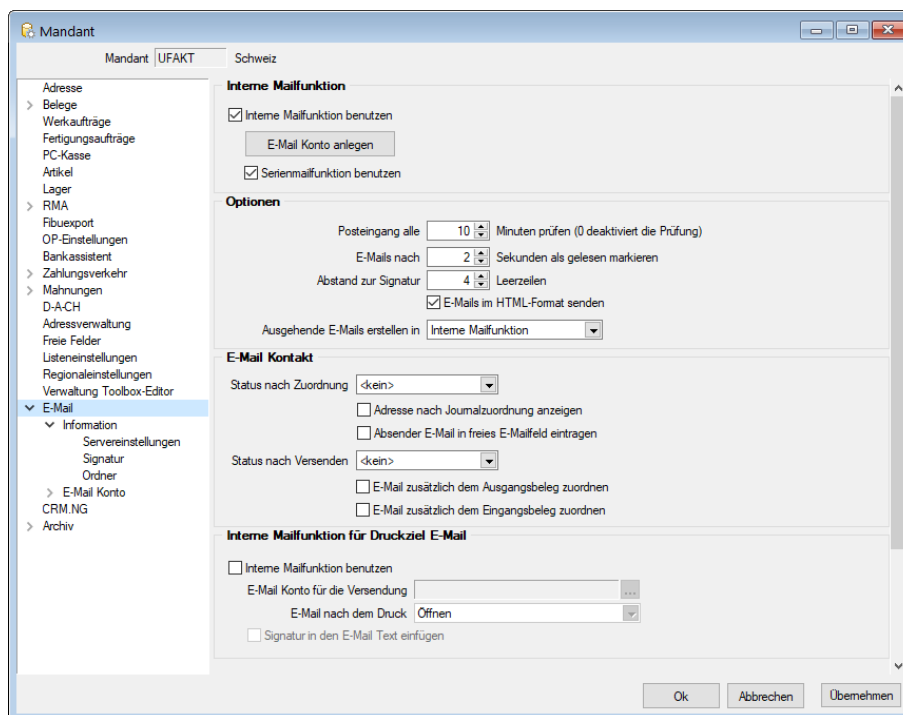 Mandant
Mandant UFAKT Schweiz
Adresse
Belege
Werkaufträge
Fertigungsaufträge
PC-Kasse
Artikel
Lager
RMA
Fibuexport
OP-Einstellungen
Bankassistent
Zahlungsverkehr
Mahnungen
D-A-CH
Adressverwaltung
Freie Felder
Listeneinstellungen
Regionaleinstellungen
Verwaltung Toolbox-Editor
E-Mail
Information
Servereinstellungen
Signatur
Ordner
E-Mail Konto
CRM.NG
Archiv
Interne Mailfunktion
Interne Mailfunktion benutzen
E-Mail Konto anlegen
Serienmailfunktion benutzen
Optionen
Posteingang alle 10 Minuten prüfen (0 deaktiviert die Prüfung)
E-Mails nach 2 Sekunden als gelesen markieren
Abstand zur Signatur 4 Leerzeilen
E-Mails im HTML-Format senden
Ausgehende E-Mails erstellen in Interne Mailfunktion
E-Mail Kontakt
Status nach Zuordnung <kein>
Adresse nach Journalzuordnung anzeigen
Absender E-Mail in freies E-Mailfeld eintragen
Status nach Versenden <kein>
E-Mail zusätzlich dem Ausgangsbeleg zuordnen
E-Mail zusätzlich dem Eingangsbeleg zuordnen
Interne Mailfunktion für Druckziel E-Mail
Interne Mailfunktion benutzen
E-Mail Konto für die Versendung ...
E-Mail nach dem Druck Öffnen
Signatur in den E-Mail Text einfügen
Ok Abbrechen Übernehmen